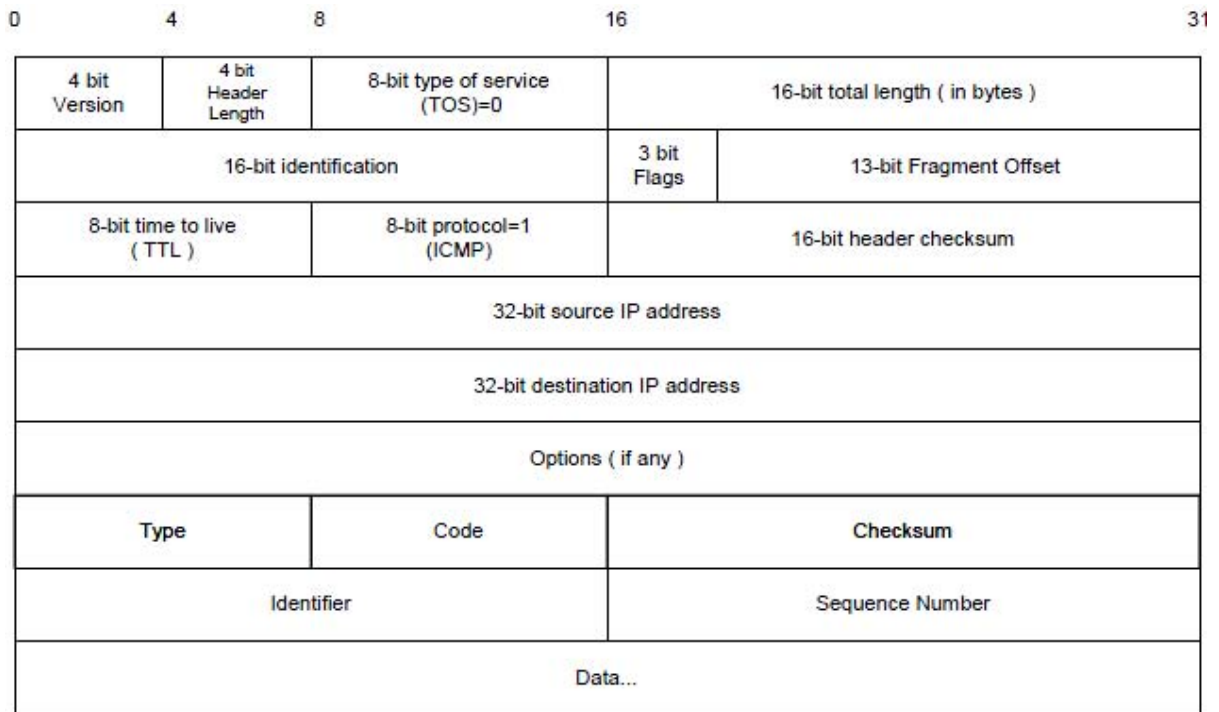 0 4 8 16 31
4 bit
Version
4 bit
Header
Length
8-bit type of service
(TOS)=0
16-bit total length ( in bytes )
16-bit identification
3 bit
Flags
13-bit Fragment Offset
8-bit time to live
( TTL )
8-bit protocol=1
(ICMP)
16-bit header checksum
32-bit source IP address
32-bit destination IP address
Options ( if any )
Type
Code
Checksum
Identifier
Sequence Number
Data...